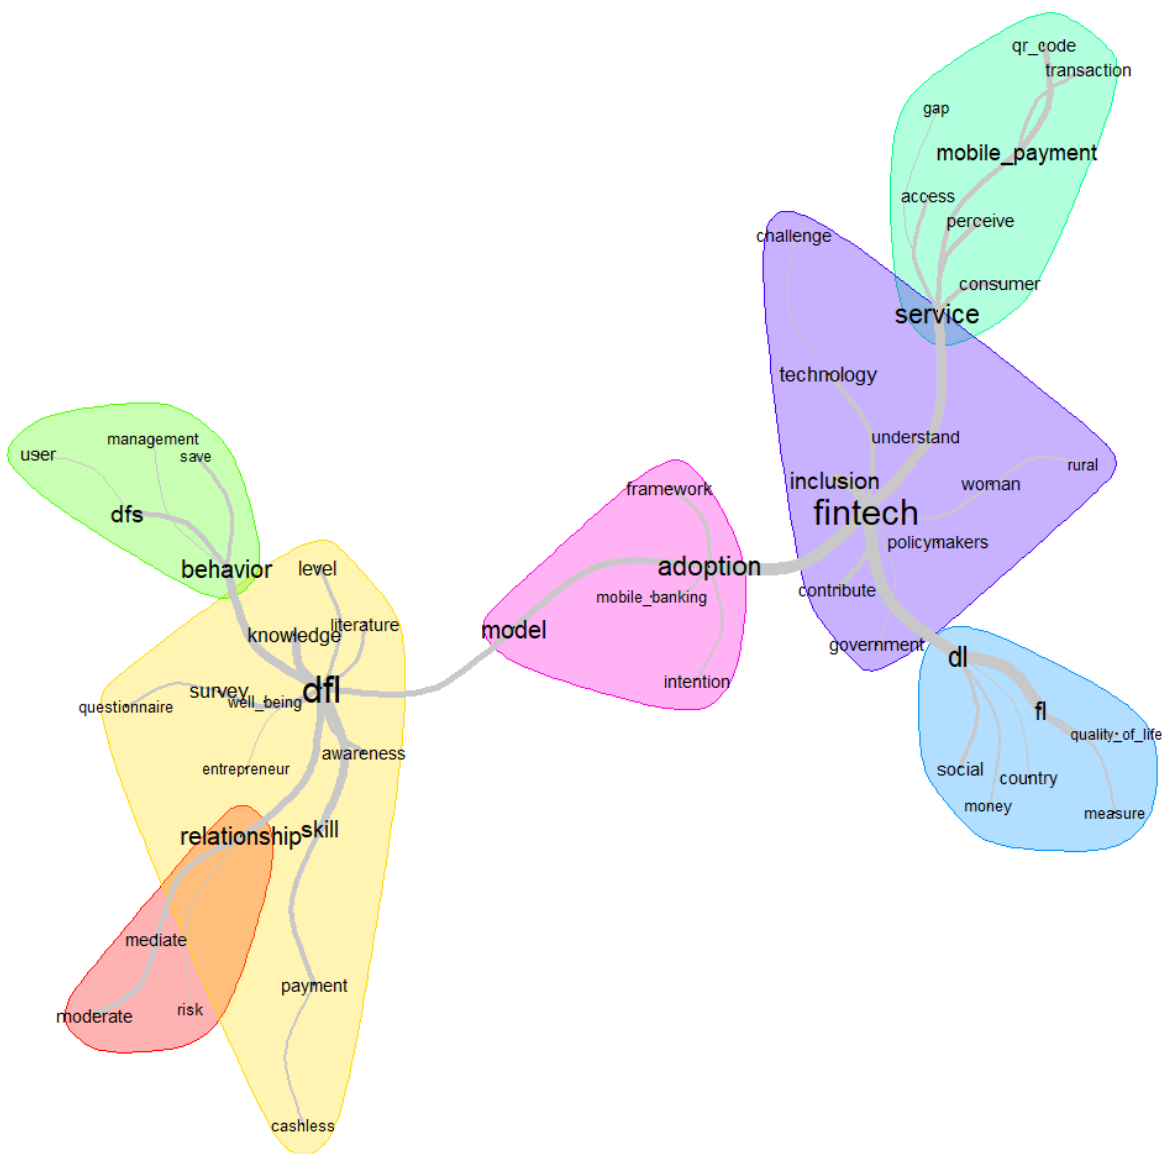 qr_code
transaction
gap
mobile_payment
access
perceive
challenge
consumer
service
technology
understand
management
user
save
rural
inclusion
woman
framework
fintech
dfs
policymakers
adoption
behavior
level
contribute
mobile_banking
literature
model
knowledge
government
dl
intention
survey
dfl
well_being
questionnaire
fl
quality_of_life
awareness
entrepreneur
social
country
money
measure
relationship
skill
mediate
payment
risk
moderate
cashless